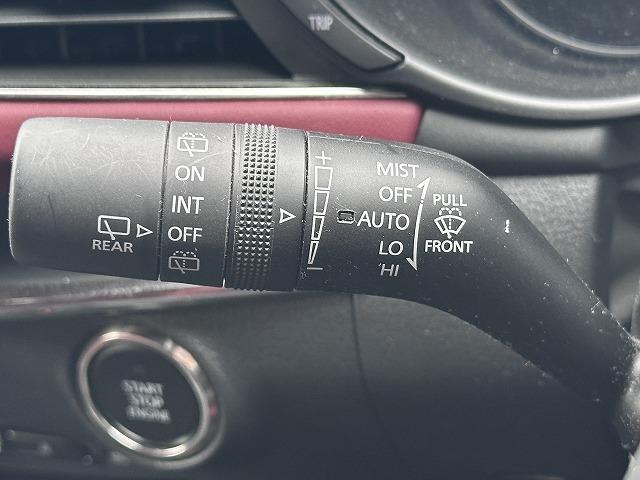 TRIP
ON
INT
OFF
REAR
+
-
MIST
OFF
AUTO
LO
HI
PULL
FRONT
START
STOP
ENGINE